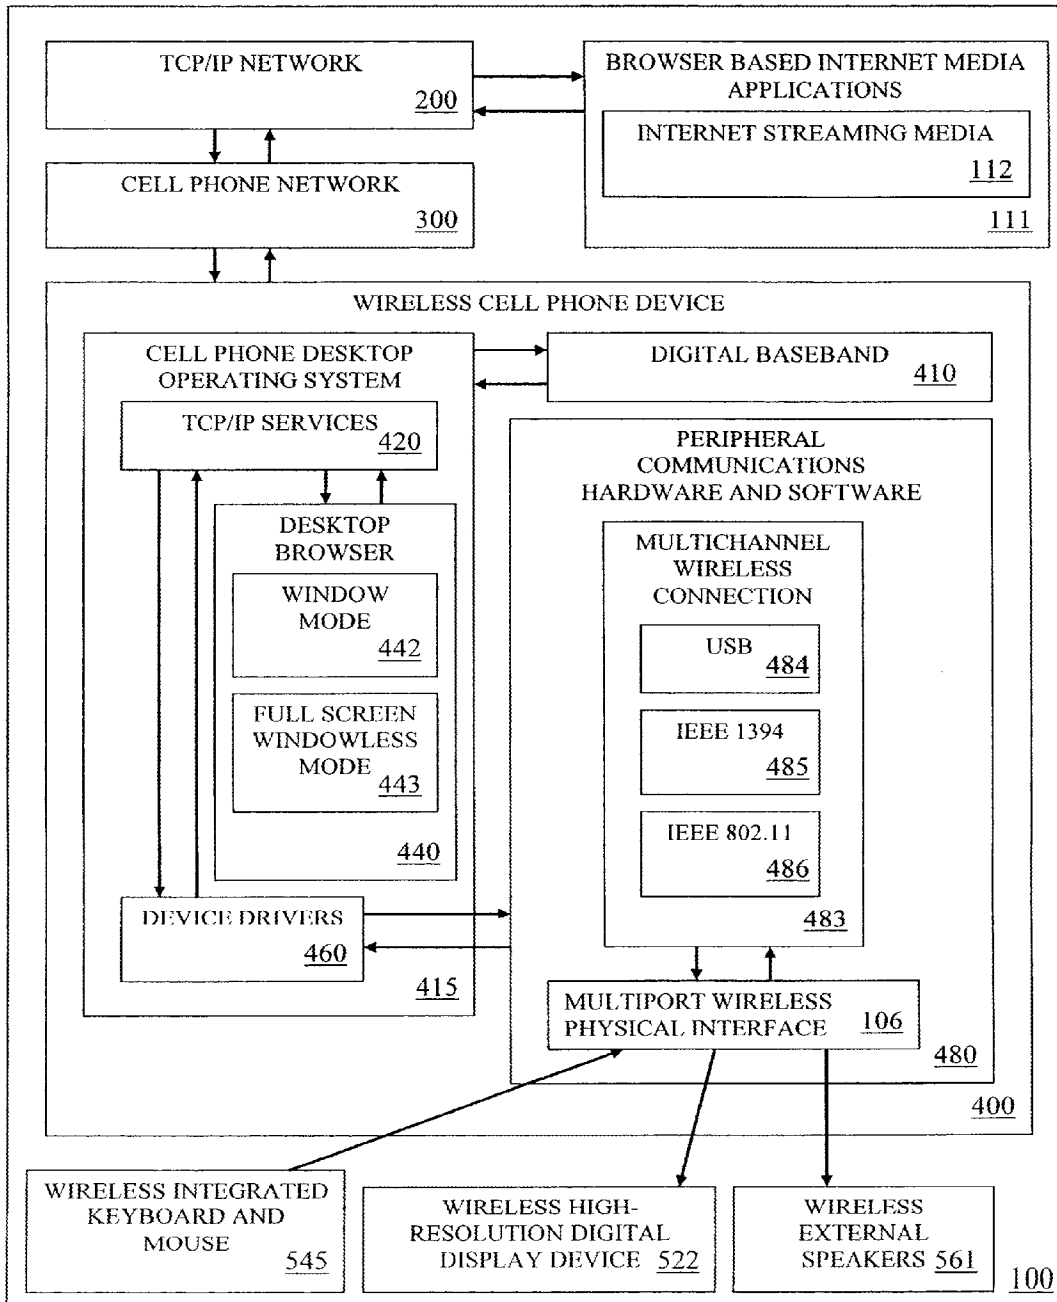 TCP/IP NETWORK
200
BROWSER BASED INTERNET MEDIA
APPLICATIONS
INTERNET STREAMING MEDIA
112
111
CELL PHONE NETWORK
300
WIRELESS CELL PHONE DEVICE
CELL PHONE DESKTOP
OPERATING SYSTEM
TCP/IP SERVICES
420
DESKTOP
BROWSER
WINDOW
MODE
442
FULL SCREEN
WINDOWLESS
MODE
443
440
DEVICE DRIVERS
460
415
DIGITAL BASEBAND
410
PERIPHERAL
COMMUNICATIONS
HARDWARE AND SOFTWARE
MULTICHANNEL
WIRELESS
CONNECTION
USB
484
IEEE 1394
485
IEEE 802.11
486
483
MULTIPORT WIRELESS
PHYSICAL INTERFACE 106
480
400
WIRELESS INTEGRATED
KEYBOARD AND
MOUSE
545
WIRELESS HIGH-
RESOLUTION DIGITAL
DISPLAY DEVICE 522
WIRELESS
EXTERNAL
SPEAKERS 561
100